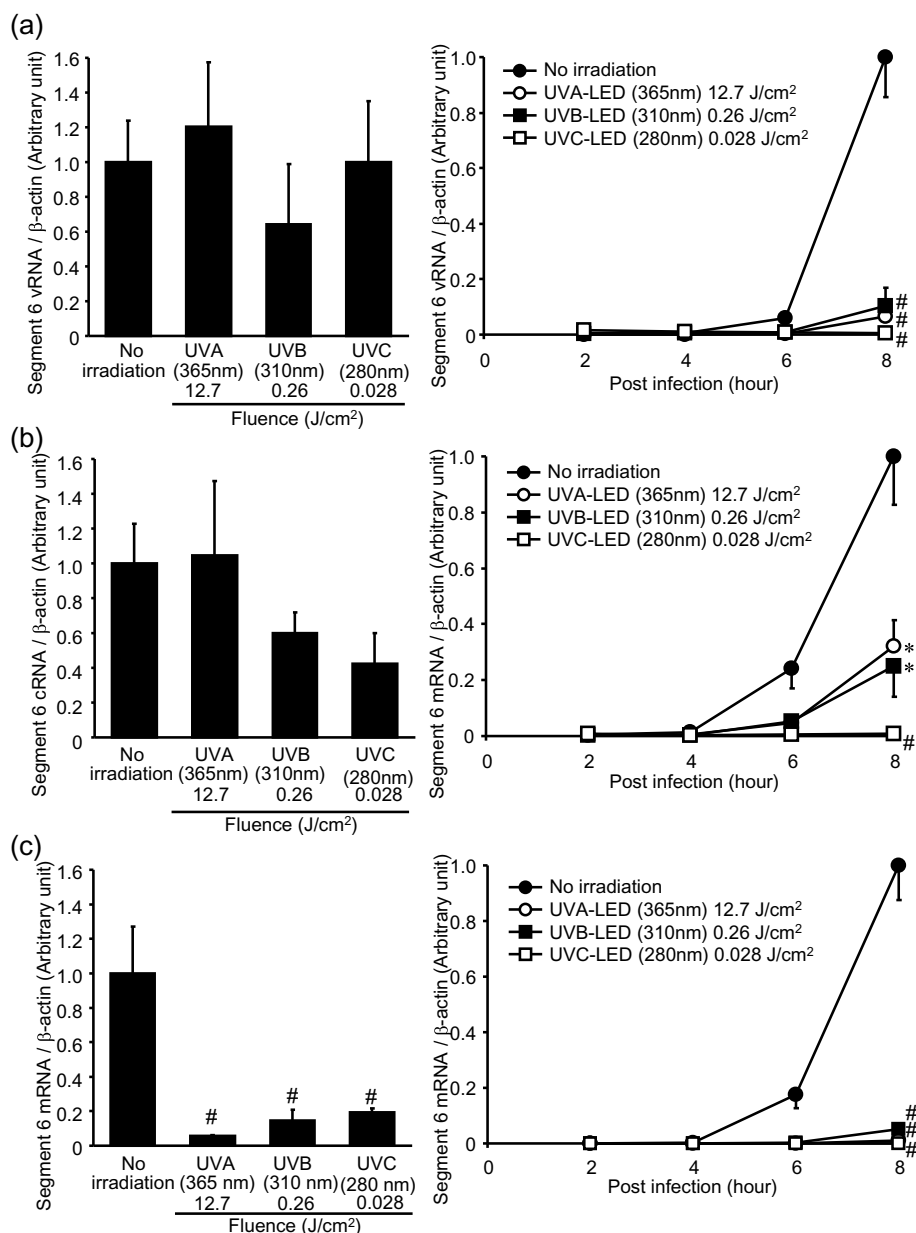 (a)
Segment 6 vRNA / β-actin (Arbitrary unit)
1.6
1.4
1.2
1.0
0.8
0.6
0.4
0.2
0
No irradiation
UVA (365nm) 12.7
UVB (310nm) 0.26
UVC (280nm) 0.028
Fluence (J/cm²)
Segment 6 vRNA / β-actin (Arbitrary unit)
1.0
0.8
0.6
0.4
0.2
0
No irradiation
UVA-LED (365nm) 12.7 J/cm²
UVB-LED (310nm) 0.26 J/cm²
UVC-LED (280nm) 0.028 J/cm²
#
#
#
0 2 4 6 8
Post infection (hour)
(b)
Segment 6 cRNA / β-actin (Arbitrary unit)
1.6
1.4
1.2
1.0
0.8
0.6
0.4
0.2
0
No irradiation
UVA (365nm) 12.7
UVB (310nm) 0.26
UVC (280nm) 0.028
Fluence (J/cm²)
Segment 6 mRNA / β-actin (Arbitrary unit)
1.0
0.8
0.6
0.4
0.2
0
No irradiation
UVA-LED (365nm) 12.7 J/cm²
UVB-LED (310nm) 0.26 J/cm²
UVC-LED (280nm) 0.028 J/cm²
*
*
#
0 2 4 6 8
Post infection (hour)
(c)
Segment 6 mRNA / β-actin (Arbitrary unit)
1.6
1.4
1.2
1.0
0.8
0.6
0.4
0.2
0
# # #
No irradiation
UVA (365 nm) 12.7
UVB (310 nm) 0.26
UVC (280 nm) 0.028
Fluence (J/cm²)
Segment 6 mRNA / β-actin (Arbitrary unit)
1.0
0.8
0.6
0.4
0.2
0
No irradiation
UVA-LED (365nm) 12.7 J/cm²
UVB-LED (310nm) 0.26 J/cm²
UVC-LED (280nm) 0.028 J/cm²
#
#
#
0 2 4 6 8
Post infection (hour)